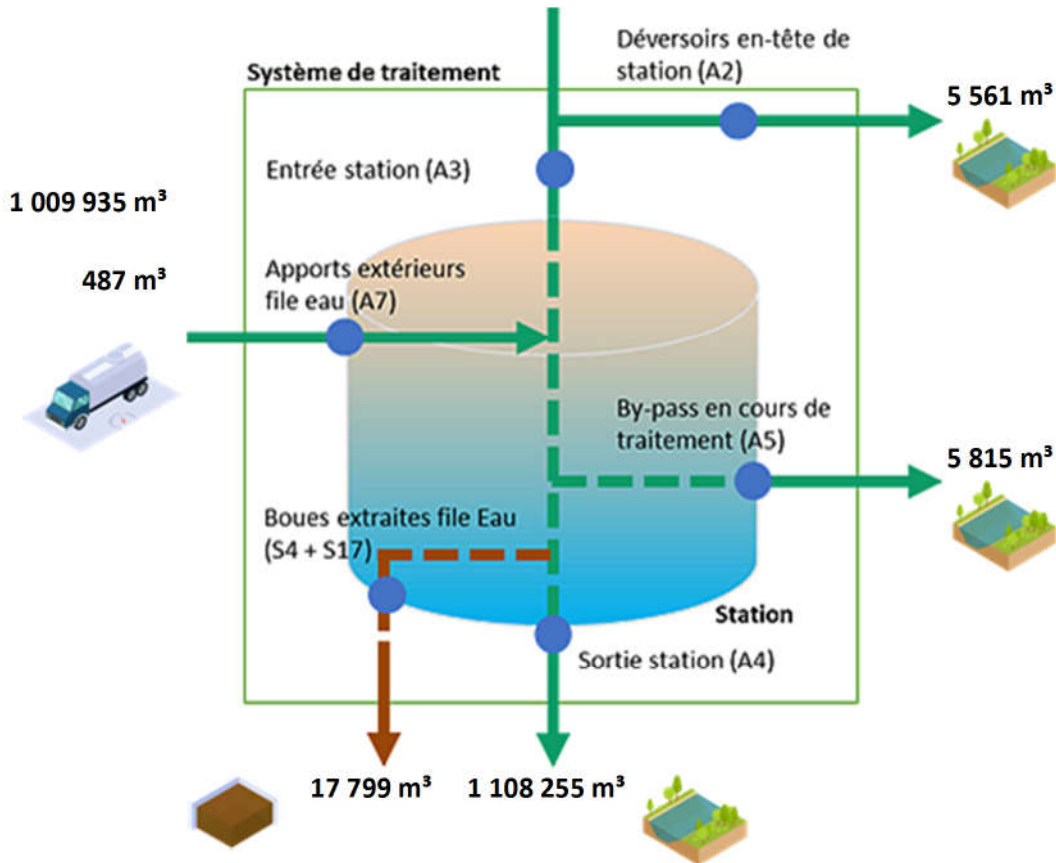 Déversoirs en-tête de
station (A2)
Système de traitement
5 561 m³
Entrée station (A3)
1 009 935 m³
Apports extérieurs
file eau (A7)
487 m³
By-pass en cours de
traitement (A5)
5 815 m³
Boues extraites file Eau
(S4 + S17)
Station
Sortie station (A4)
17 799 m³
1 108 255 m³